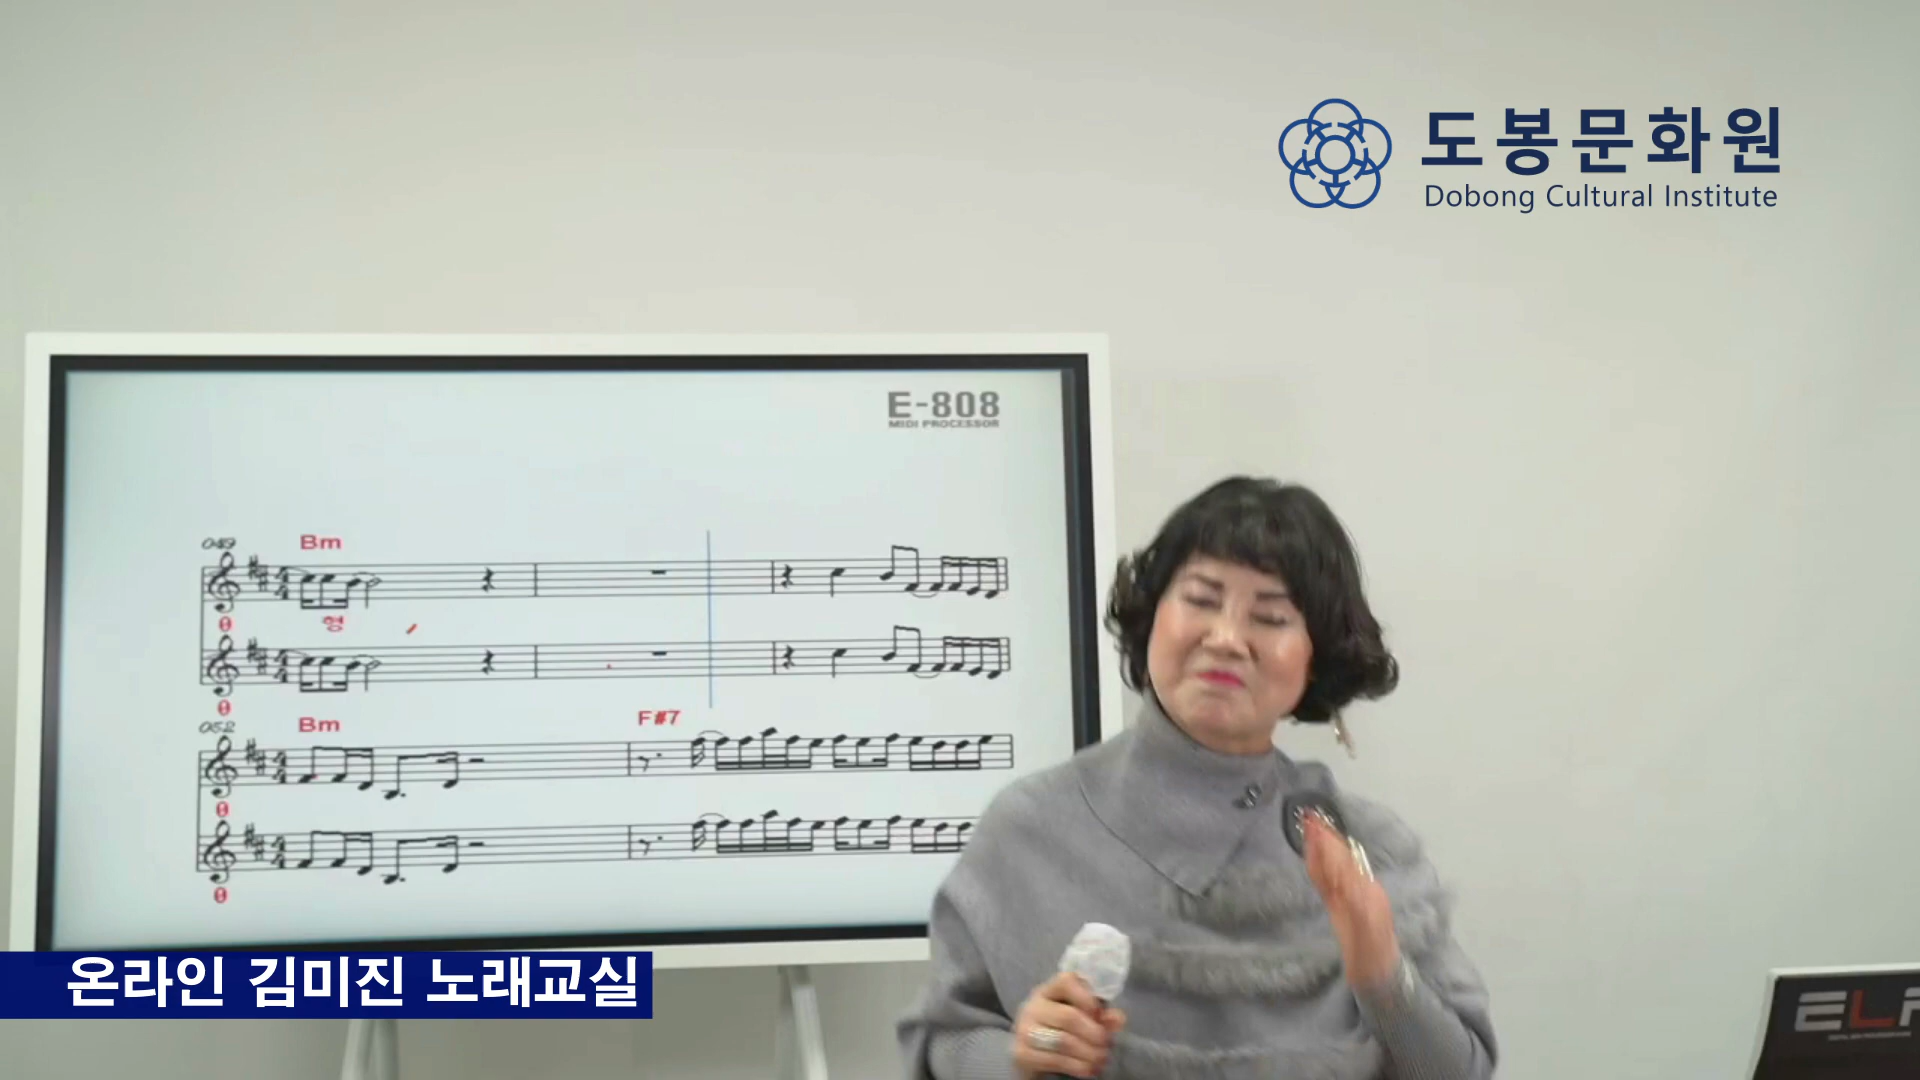 도봉문화원
Dobong Cultural Institute
E-808
MIDI PROCESSOR
049
Bm
형
052
Bm
F#7
온라인 김미진 노래교실